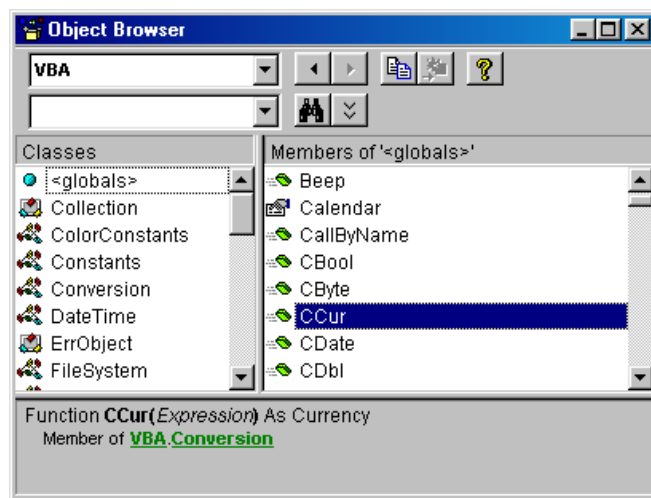 Object Browser
VBA
Classes
Members of '<globals>'
<globals>
Collection
ColorConstants
Constants
Conversion
DateTime
ErrObject
FileSystem
Beep
Calendar
CallByName
CBool
CByte
CCur
CDate
CDbl
Function CCur(Expression) As Currency
Member of VBA.Conversion